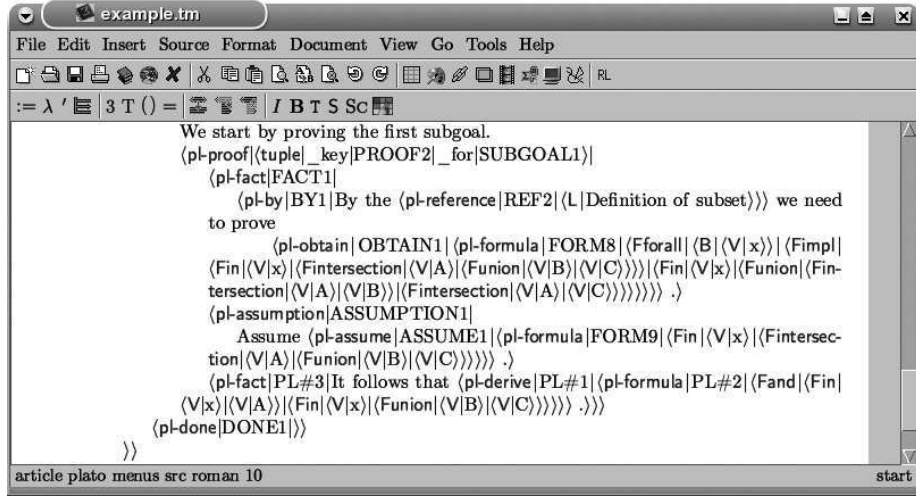 example.tm
File Edit Insert Source Format Document View Go Tools Help
RL
:= λ ′ 3 T () = I B T S SC
We start by proving the first subgoal.
⟨pl-proof|⟨tuple|_key|PROOF2|_for|SUBGOAL1⟩|
⟨pl-fact|FACT1|
⟨pl-by|BY1|By the ⟨pl-reference|REF2|⟨L|Definition of subset⟩⟩⟩ we need
to prove
⟨pl-obtain|OBTAIN1|⟨pl-formula|FORM8|⟨Fforall|⟨B|⟨V|x⟩⟩|⟨Fimpl|
⟨Fin|⟨V|x⟩|⟨Fintersection|⟨V|A⟩|⟨Funion|⟨V|B⟩|⟨V|C⟩⟩⟩⟩|⟨Fin|⟨V|x⟩|⟨Funion|⟨Fin-
tersection|⟨V|A⟩|⟨V|B⟩⟩|⟨Fintersection|⟨V|A⟩|⟨V|C⟩⟩⟩⟩⟩⟩⟩⟩ .⟩
⟨pl-assumption|ASSUMPTION1|
Assume ⟨pl-assume|ASSUME1|⟨pl-formula|FORM9|⟨Fin|⟨V|x⟩|⟨Fintersec-
tion|⟨V|A⟩|⟨Funion|⟨V|B⟩|⟨V|C⟩⟩⟩⟩⟩⟩ .⟩
⟨pl-fact|PL#3|It follows that ⟨pl-derive|PL#1|⟨pl-formula|PL#2|⟨Fand|⟨Fin|
⟨V|x⟩|⟨V|A⟩⟩|⟨Fin|⟨V|x⟩|⟨Funion|⟨V|B⟩|⟨V|C⟩⟩⟩⟩⟩⟩ .⟩⟩⟩
⟨pl-done|DONE1|⟩⟩
⟩⟩
article plato menus src roman 10 start